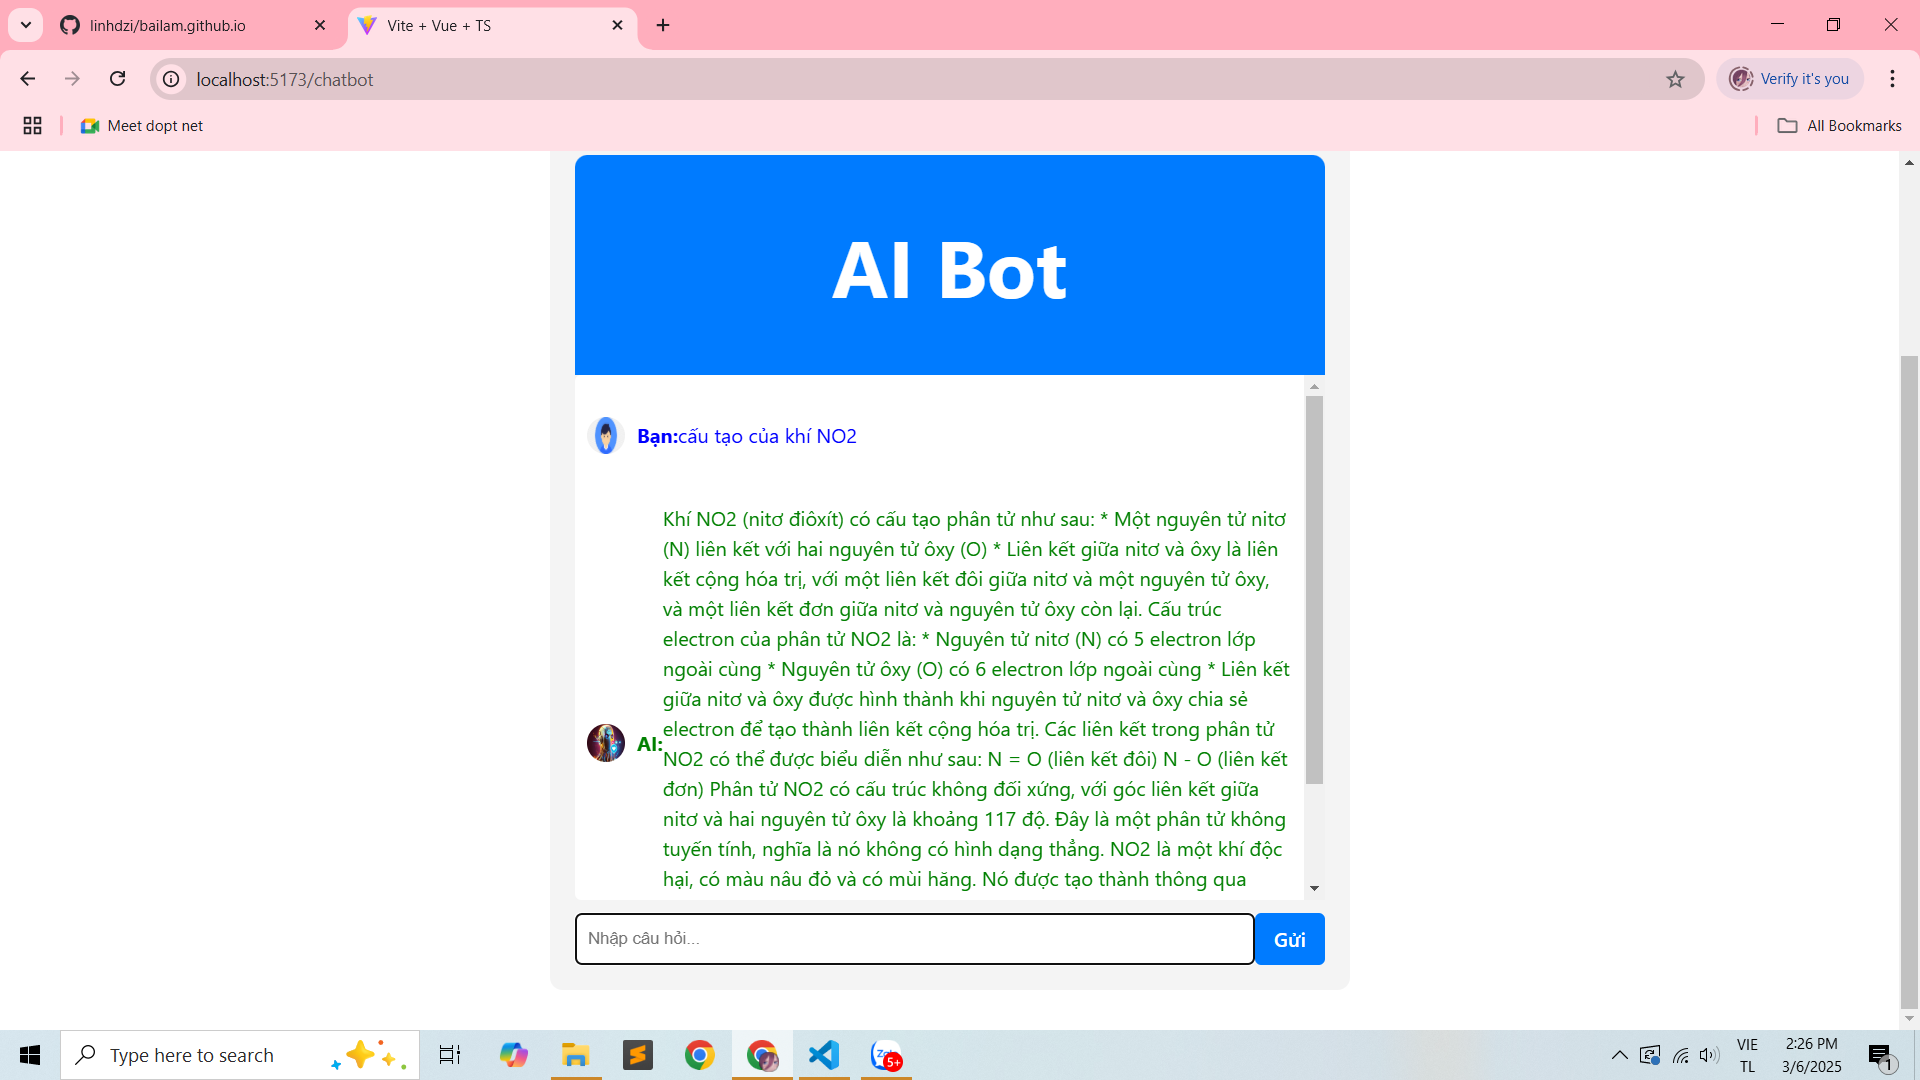 linhdzi/bailam.github.io
Vite + Vue + TS
localhost:5173/chatbot
Verify it's you
Meet dopt net
All Bookmarks
AI Bot
Bạn:cấu tạo của khí NO2
Khí NO2 (nitơ điôxít) có cấu tạo phân tử như sau: * Một nguyên tử nitơ
(N) liên kết với hai nguyên tử ôxy (O) * Liên kết giữa nitơ và ôxy là liên
kết cộng hóa trị, với một liên kết đôi giữa nitơ và một nguyên tử ôxy,
và một liên kết đơn giữa nitơ và nguyên tử ôxy còn lại. Cấu trúc
electron của phân tử NO2 là: * Nguyên tử nitơ (N) có 5 electron lớp
ngoài cùng * Nguyên tử ôxy (O) có 6 electron lớp ngoài cùng * Liên kết
giữa nitơ và ôxy được hình thành khi nguyên tử nitơ và ôxy chia sẻ
electron để tạo thành liên kết cộng hóa trị. Các liên kết trong phân tử
AI:
NO2 có thể được biểu diễn như sau: N = O (liên kết đôi) N - O (liên kết
đơn) Phân tử NO2 có cấu trúc không đối xứng, với góc liên kết giữa
nitơ và hai nguyên tử ôxy là khoảng 117 độ. Đây là một phân tử không
tuyến tính, nghĩa là nó không có hình dạng thẳng. NO2 là một khí độc
hại, có màu nâu đỏ và có mùi hăng. Nó được tạo thành thông qua
Nhập câu hỏi...
Gửi
Type here to search
5+
VIE
TL
2:26 PM
3/6/2025
1